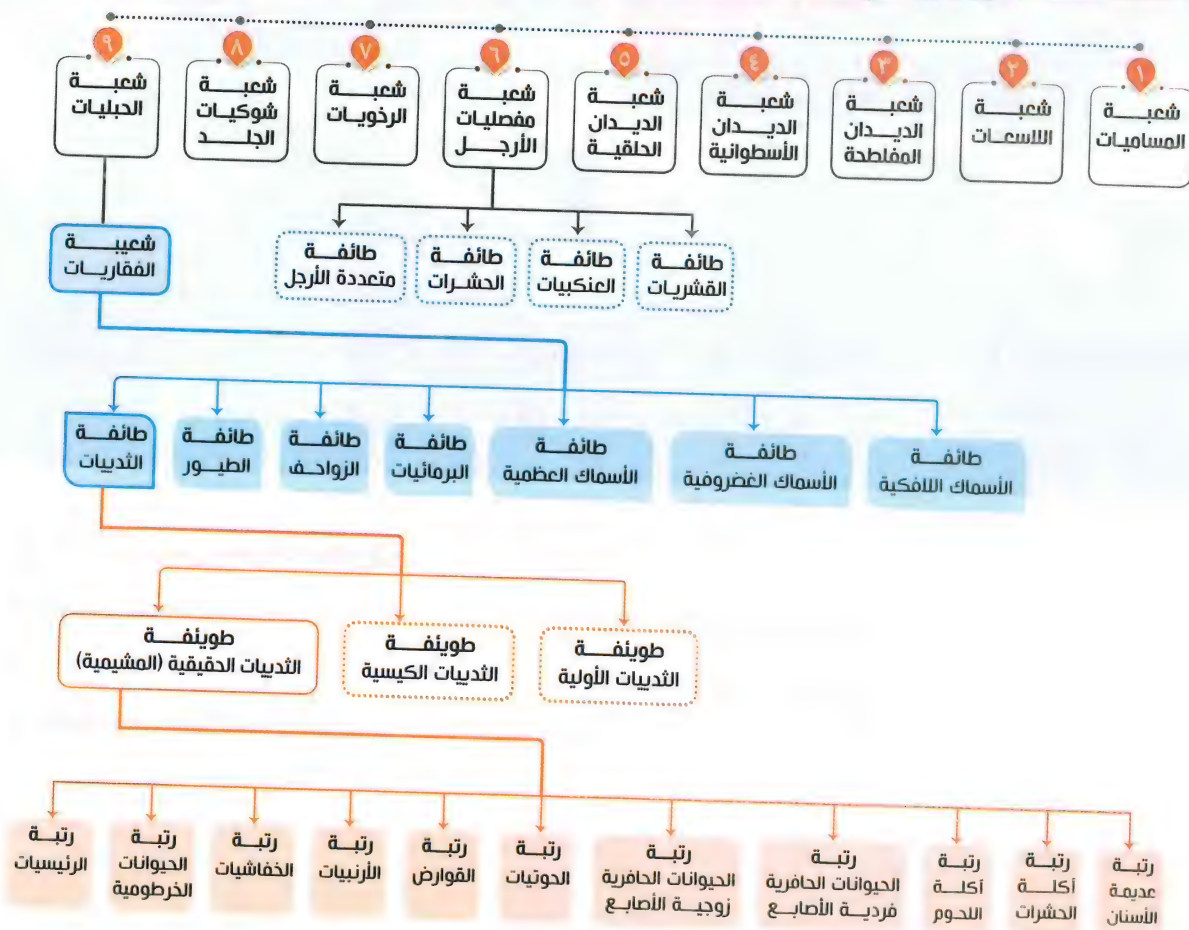 ١
شعبة
المساميات
٢
شعبة
اللاسعات
٣
شعبة
الديدان
المفلطحة
٤
شعبة
الديدان
الأسطوانية
٥
شعبة
الديدان
الحلقية
٦
شعبة
مفصليات
الأرجل
٧
شعبة
الرخويات
٨
شعبة
شوكيات
الجلد
٩
شعبة
الحبليات
طائفة
القشريات
طائفة
العنكبيات
طائفة
الحشرات
طائفة
متعددة الأرجل
شعيبة
الفقاريات
طائفة
الأسماك اللافكية
طائفة
الأسماك الغضروفية
طائفة
الأسماك العظمية
طائفة
البرمائيات
طائفة
الزواحف
طائفة
الطيور
طائفة
الثدييات
طويئفة
الثدييات الأولية
طويئفة
الثدييات الكيسية
طويئفة
الثدييات الحقيقية (المشيمية)
رتبة
عديمة
الأسنان
رتبة
آكلة
الحشرات
رتبة
آكلة
اللحوم
رتبة
الحيوانات الحافرية
فردية الأصابع
رتبة
الحيوانات الحافرية
زوجية الأصابع
رتبة
الحوتيات
رتبة
القوارض
رتبة
الأرنبيات
رتبة
الخفاشيات
رتبة
الحيوانات
الخرطومية
رتبة
الرئيسيات